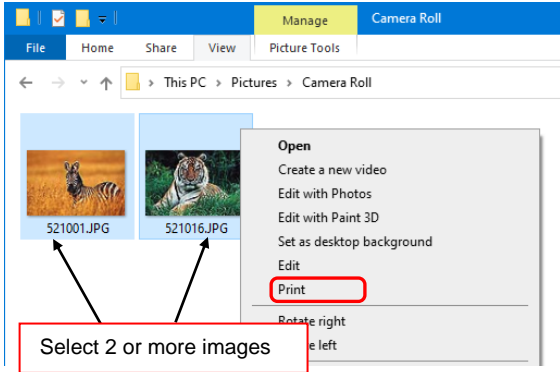 Manage
Camera Roll
File
Home
Share
View
Picture Tools
This PC > Pictures > Camera Roll
521001.JPG
521016.JPG
Open
Create a new video
Edit with Photos
Edit with Paint 3D
Set as desktop background
Edit
Print
Rotate right
left
Select 2 or more images